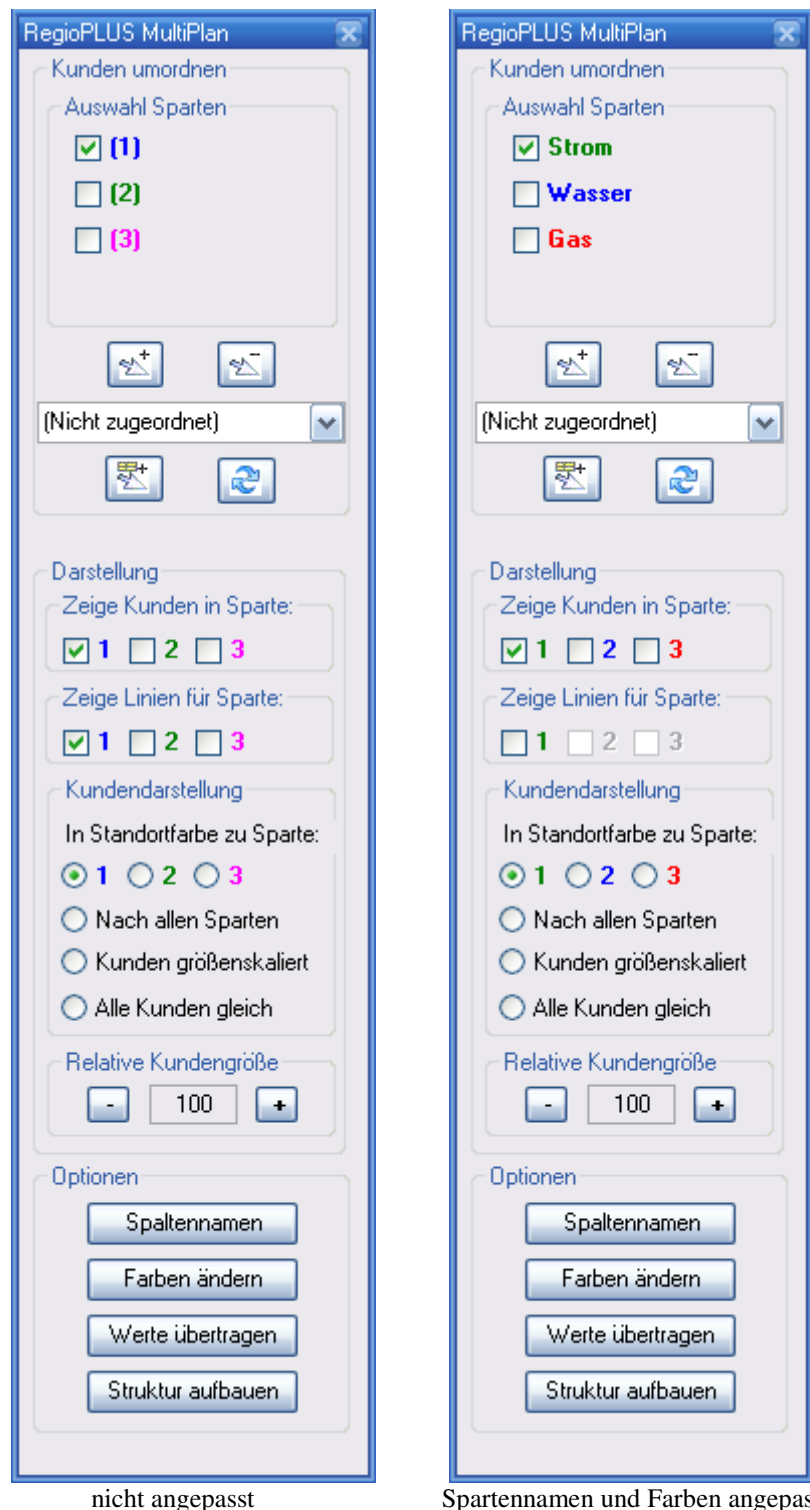 RegioPLUS MultiPlan
Kunden umordnen
Auswahl Sparten
(1)
(2)
(3)
(Nicht zugeordnet)
Darstellung
Zeige Kunden in Sparte:
1 2 3
Zeige Linien für Sparte:
1 2 3
Kundendarstellung
In Standortfarbe zu Sparte:
1 2 3
Nach allen Sparten
Kunden größenskaliert
Alle Kunden gleich
Relative Kundengröße
- 100 +
Optionen
Spaltennamen
Farben ändern
Werte übertragen
Struktur aufbauen
nicht angepasst
RegioPLUS MultiPlan
Kunden umordnen
Auswahl Sparten
Strom
Wasser
Gas
(Nicht zugeordnet)
Darstellung
Zeige Kunden in Sparte:
1 2 3
Zeige Linien für Sparte:
1 2 3
Kundendarstellung
In Standortfarbe zu Sparte:
1 2 3
Nach allen Sparten
Kunden größenskaliert
Alle Kunden gleich
Relative Kundengröße
- 100 +
Optionen
Spaltennamen
Farben ändern
Werte übertragen
Struktur aufbauen
Spartennamen und Farben angepas